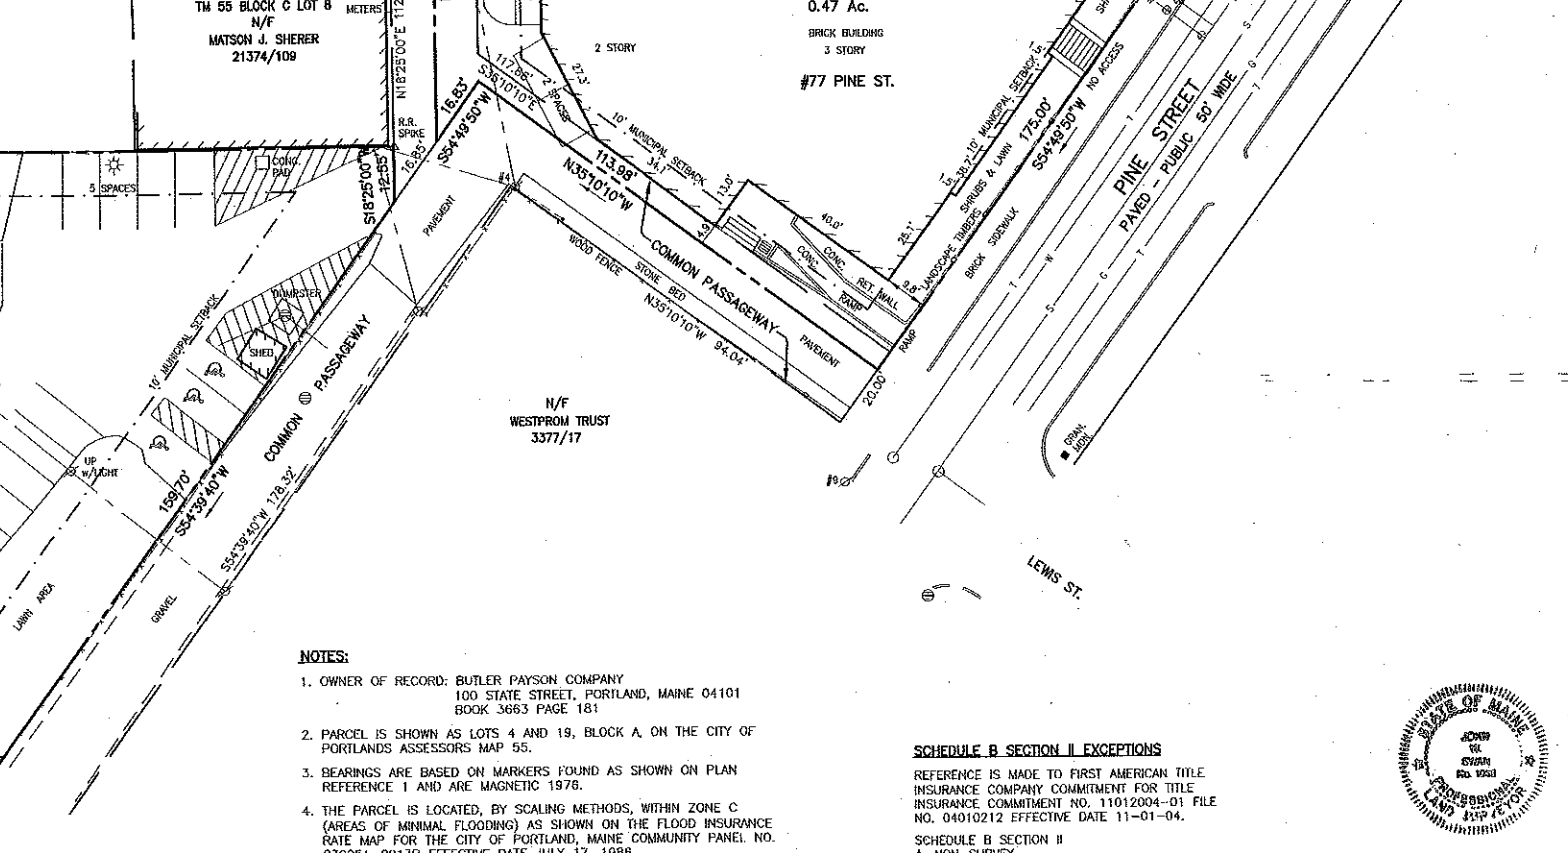 TM 55 BLOCK C LOT 8
N/F
MATSON J. SHERER
21374/109
METERS
N18°25'00"E 112
R.R.
SPIKE
16.85'
16.83'
S54°49'50"W
117.86'
S36°10'10"E
2' SPACES
27.3'
2 STORY
0.47 Ac.
BRICK BUILDING
3 STORY
#77 PINE ST.
10' MUNICIPAL SETBACK
34.1'
113.98'
N35°10'10"W
13.0'
4.9'
40.0'
CONC.
CONC. RET. WALL
RAMP
9.8'
25.1'
LANDSCAPE TIMBERS
SHRUBS & LAWN
1.5'
38.7'
10' MUNICIPAL SETBACK
1.5'
175.00'
S54°49'50"W
NO ACCESS
BRICK SIDEWALK
PINE STREET
PAVED - PUBLIC 50' WIDE
RAMP
20.00'
COMMON PASSAGEWAY
PAVEMENT
WOOD FENCE
STONE BED
N35°10'10"W 94.04'
PAVEMENT
CONC.
PAD
5 SPACES
S18°25'00"W
12.55'
DUMPSTER
SHED
10' MUNICIPAL SETBACK
COMMON PASSAGEWAY
UP
W/LIGHT
159.70'
S54°39'40"W
S54°39'40"W 178.32'
LAWN AREA
GRAVEL
N/F
WESTPROM TRUST
3377/17
GRAN.
MON.
LEWIS ST.
NOTES:
1. OWNER OF RECORD: BUTLER PAYSON COMPANY
100 STATE STREET, PORTLAND, MAINE 04101
BOOK 3663 PAGE 181
2. PARCEL IS SHOWN AS LOTS 4 AND 19, BLOCK A, ON THE CITY OF
PORTLANDS ASSESSORS MAP 55.
3. BEARINGS ARE BASED ON MARKERS FOUND AS SHOWN ON PLAN
REFERENCE 1 AND ARE MAGNETIC 1976.
4. THE PARCEL IS LOCATED, BY SCALING METHODS, WITHIN ZONE C
(AREAS OF MINIMAL FLOODING) AS SHOWN ON THE FLOOD INSURANCE
RATE MAP FOR THE CITY OF PORTLAND, MAINE COMMUNITY PANEL NO.
EFFECTIVE DATE JULY 17, 1986
SCHEDULE B SECTION II EXCEPTIONS
REFERENCE IS MADE TO FIRST AMERICAN TITLE
INSURANCE COMPANY COMMITMENT FOR TITLE
INSURANCE COMMITMENT NO. 11012004-01 FILE
NO. 04010212 EFFECTIVE DATE 11-01-04.
SCHEDULE B SECTION II
STATE OF MAINE
JOHN
W.
SWAN
PROFESSIONAL
LAND SURVEYOR